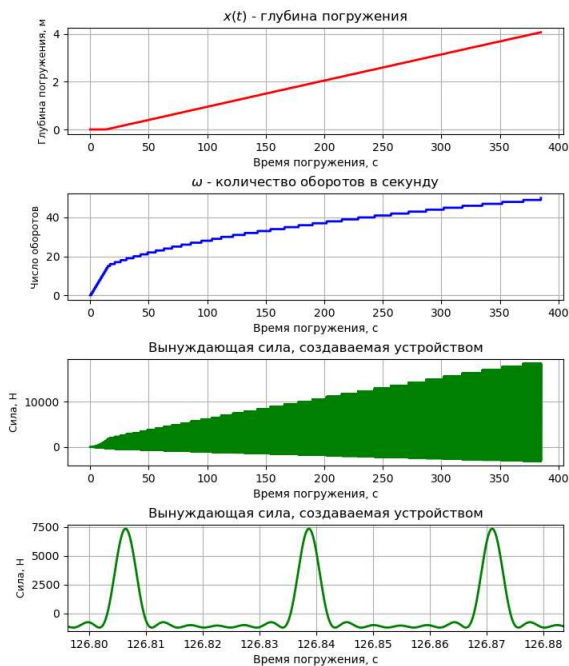 x(t) - глубина погружения
Глубина погружения, м
4
2
0
0 50 100 150 200 250 300 350 400
Время погружения, с
ω - количество оборотов в секунду
Число оборотов
40
20
0
0 50 100 150 200 250 300 350 400
Время погружения, с
Вынуждающая сила, создаваемая устройством
Сила, Н
10000
0
0 50 100 150 200 250 300 350 400
Время погружения, с
Вынуждающая сила, создаваемая устройством
Сила, Н
7500
5000
2500
0
126.80 126.81 126.82 126.83 126.84 126.85 126.86 126.87 126.88
Время погружения, с